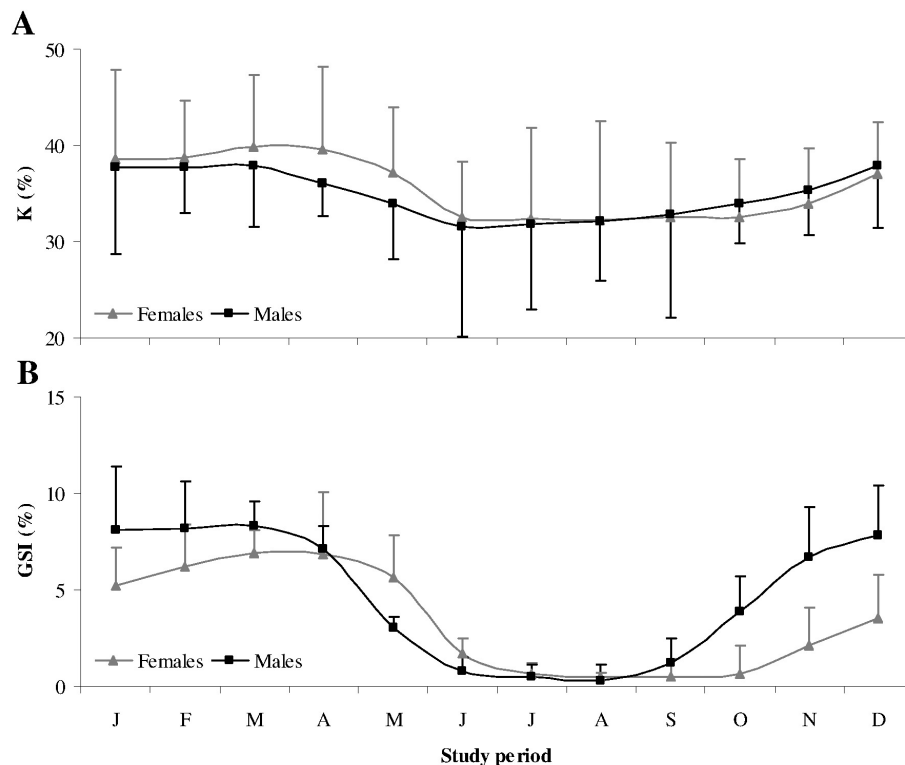 A
50
40
30
20
K (%)
Females Males
B
15
10
5
0
GSI (%)
Females Males
J F M A M J J A S O N D
Study period